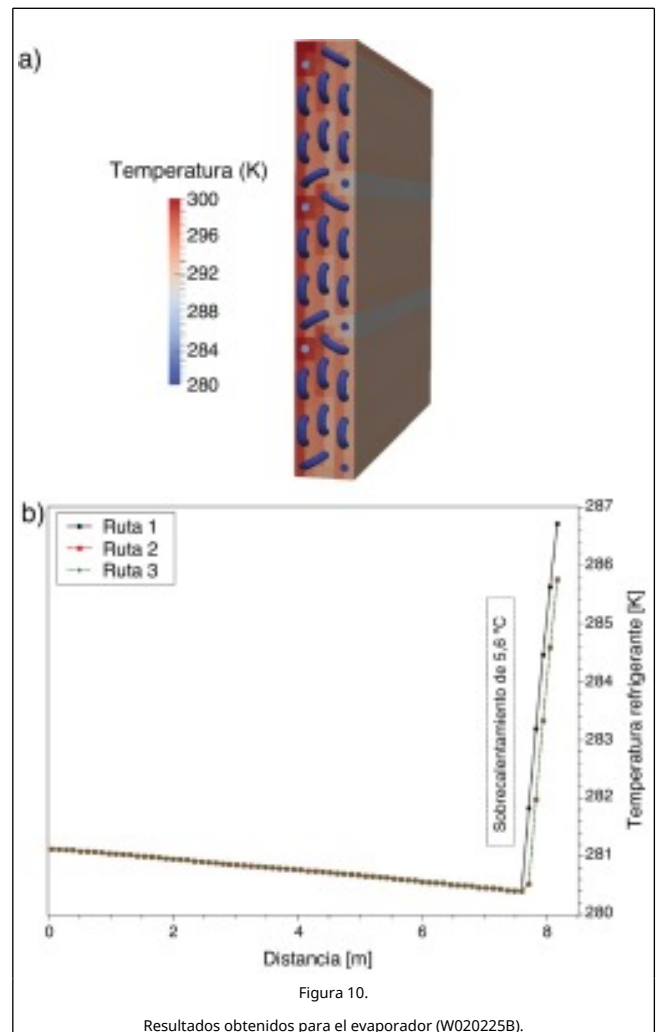 a)
Temperatura (K)
300
296
292
288
284
280
b)
Ruta 1
Ruta 2
Ruta 3
Sobrecalentamiento de 5,6 ºC
287
286
285
284
283
282
281
280
Temperatura refrigerante [K]
0 2 4 6 8
Distancia [m]
Figura 10.
Resultados obtenidos para el evaporador (W020225B).